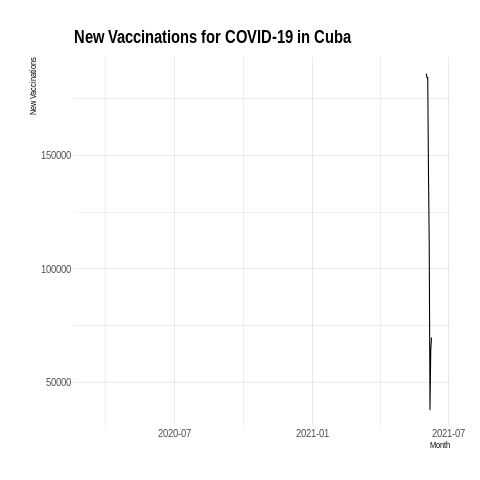 New Vaccinations for COVID-19 in Cuba
New Vaccinations
150000
100000
50000
2020-07
2021-01
2021-07
Month